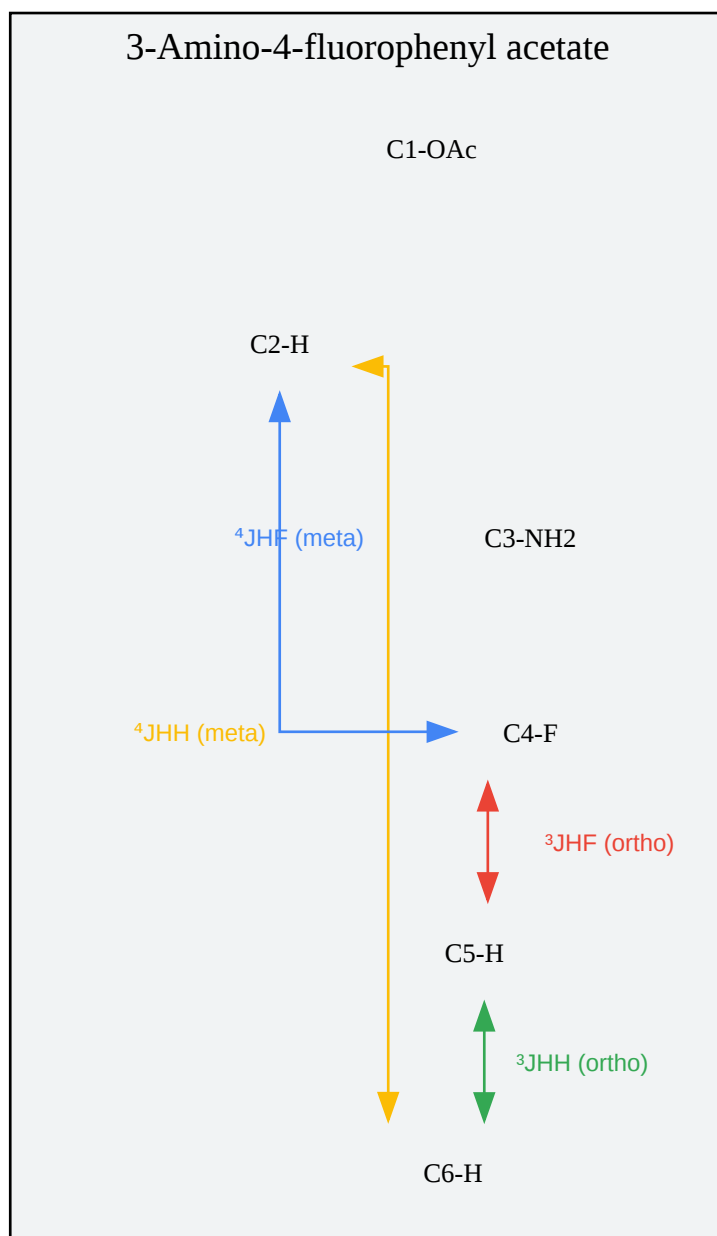 3-Amino-4-fluorophenyl acetate
C1-OAc
C2-H
⁴JHF (meta)
C3-NH2
⁴JHH (meta)
C4-F
³JHF (ortho)
C5-H
³JHH (ortho)
C6-H